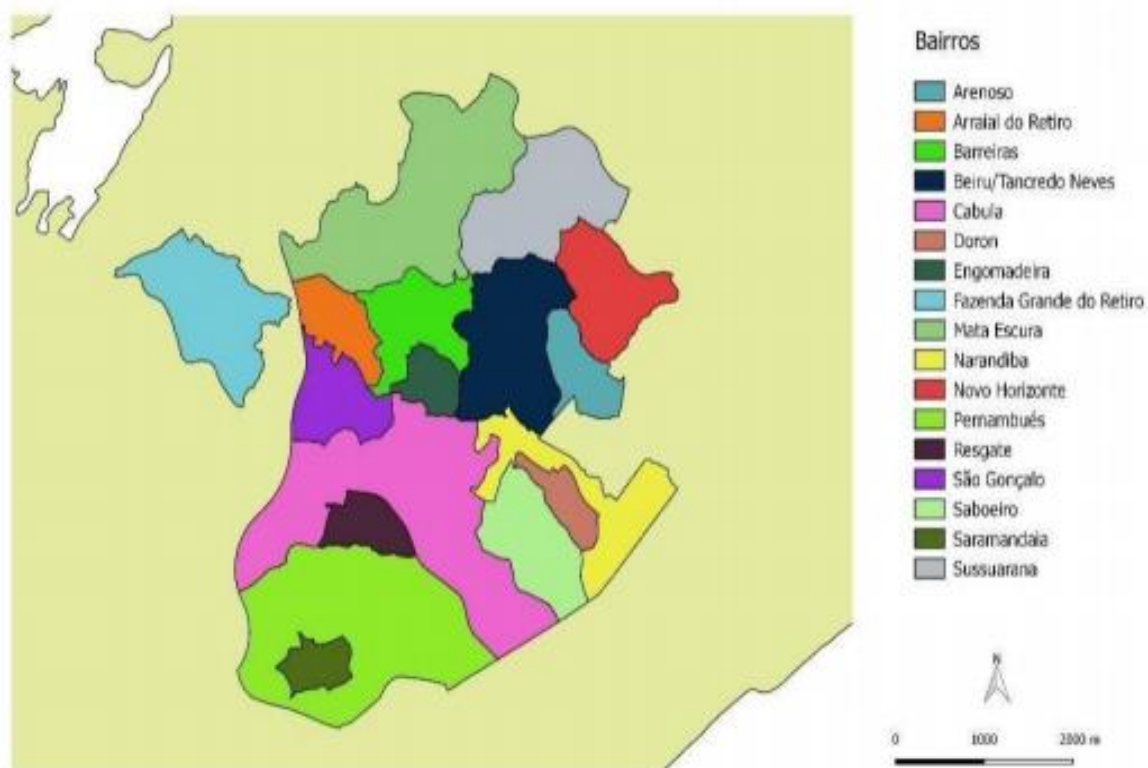 Bairros
Arenoso
Arraial do Retiro
Barreiras
Beiru/Tancredo Neves
Cabula
Doron
Engomadeira
Fazenda Grande do Retiro
Mata Escura
Narandiba
Novo Horizonte
Pernambués
Resgate
São Gonçalo
Saboeiro
Saramandaia
Sussuarana
N
0 1000 2000 m